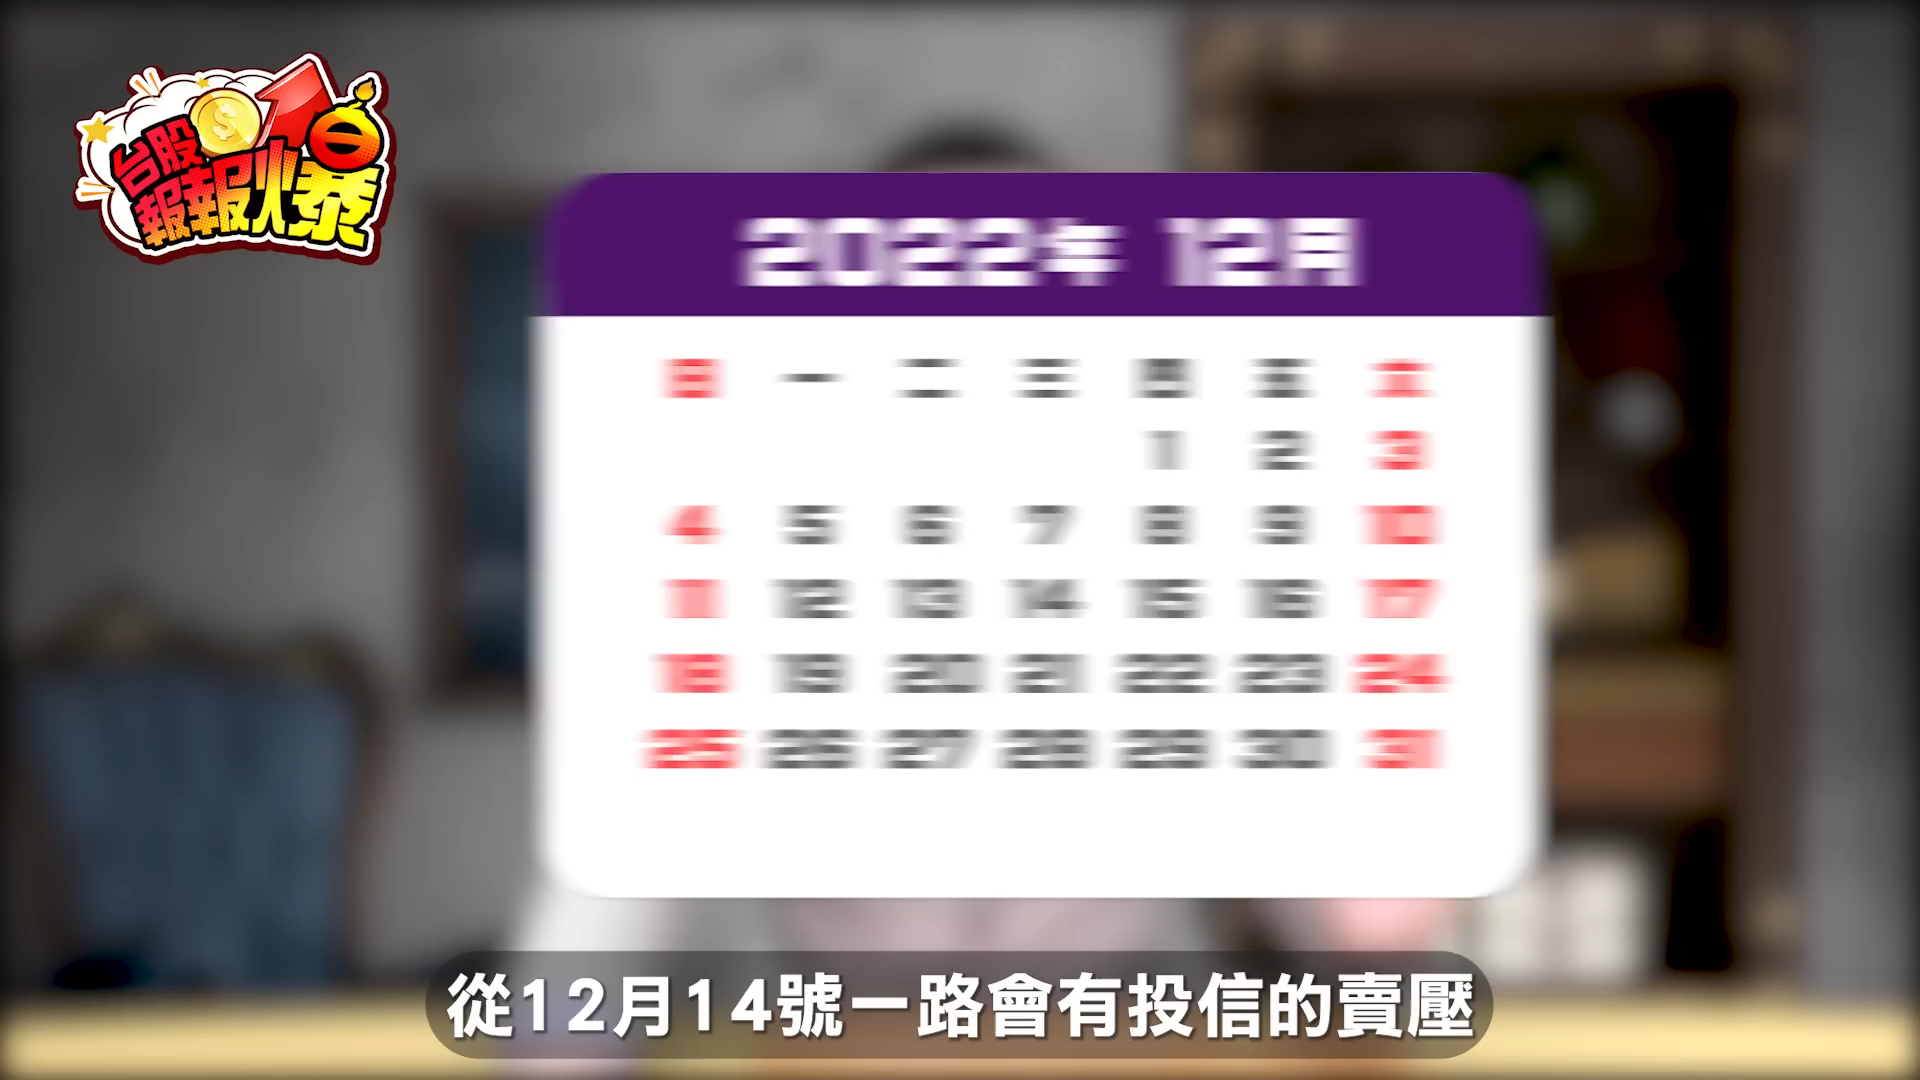 台股
報報爆
2022年 12月
日 一 二 三 四 五 六
1 2 3
4 5 6 7 8 9 10
11 12 13 14 15 16 17
18 19 20 21 22 23 24
25 26 27 28 29 30 31
從12月14號一路會有投信的賣壓